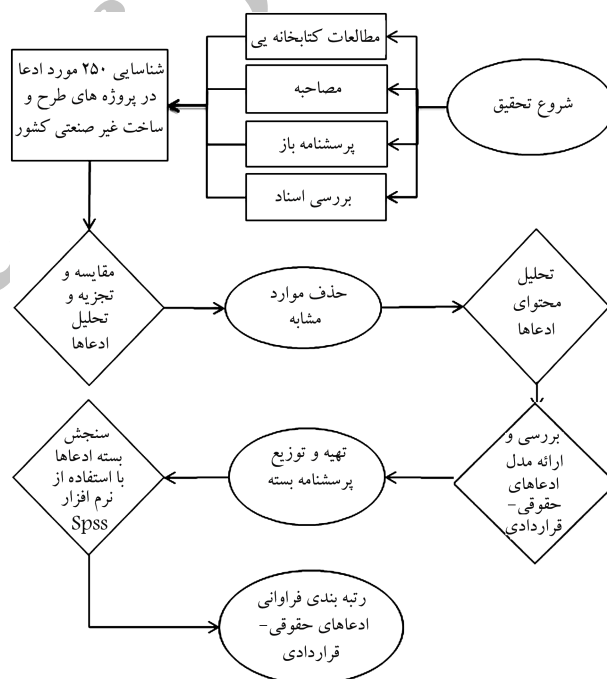 شروع تحقیق
مطالعات کتابخانه یی
مصاحبه
پرسشنامه باز
بررسی اسناد
شناسایی ۲۵۰ مورد ادعا
در پروژه های طرح و
ساخت غیر صنعتی کشور
مقایسه و
تجزیه و
تحلیل
ادعاها
حذف موارد
مشابه
تحلیل
محتوای
ادعاها
بررسی و
ارائه مدل
ادعاهای
حقوقی-
قراردادی
تهیه و توزیع
پرسشنامه بسته
سنجش
بسته ادعاها
با استفاده از
نرم افزار
Spss
رتبه بندی فراوانی
ادعاهای حقوقی-
قراردادی